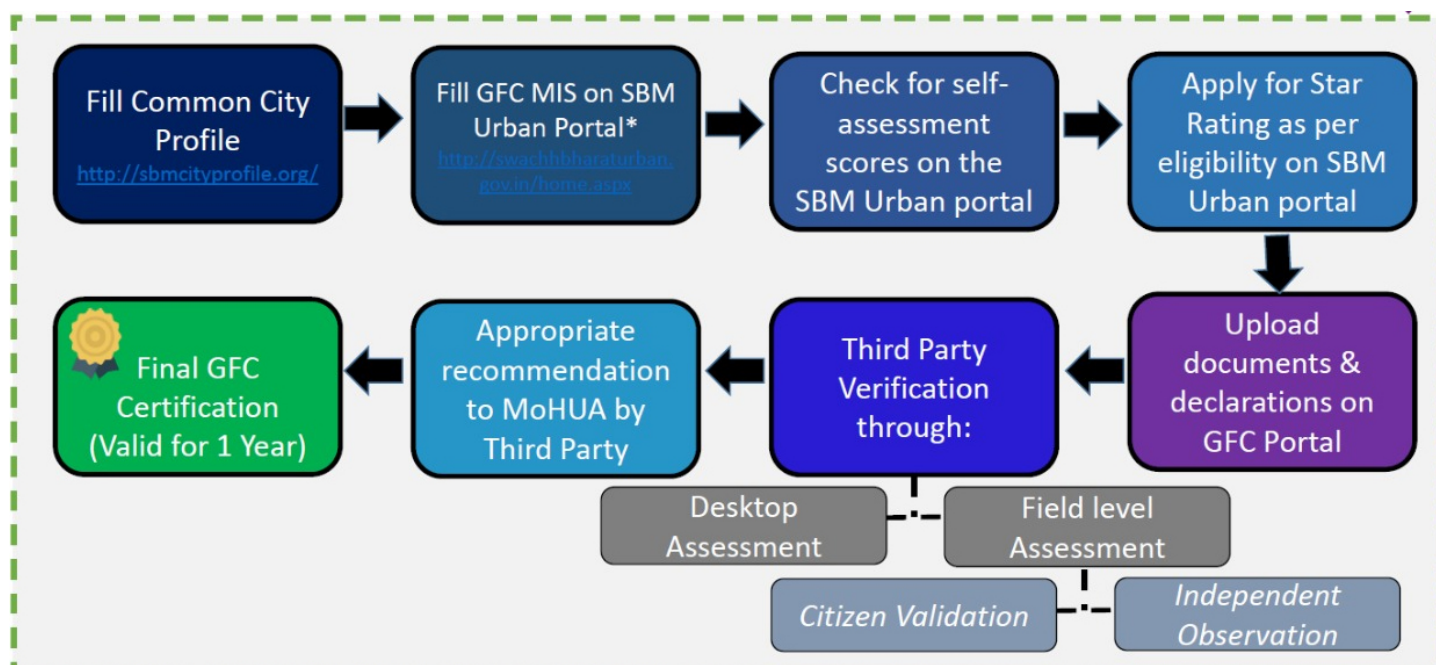 Fill Common City
Profile
http://sbmcityprofile.org/
Fill GFC MIS on SBM
Urban Portal*
http://swachhbharaturban.
gov.in/home.aspx
Check for self-
assessment
scores on the
SBM Urban portal
Apply for Star
Rating as per
eligibility on SBM
Urban portal
Upload
documents &
declarations on
GFC Portal
Third Party
Verification
through:
Desktop
Assessment
Field level
Assessment
Citizen Validation
Independent
Observation
Appropriate
recommendation
to MoHUA by
Third Party
Final GFC
Certification
(Valid for 1 Year)